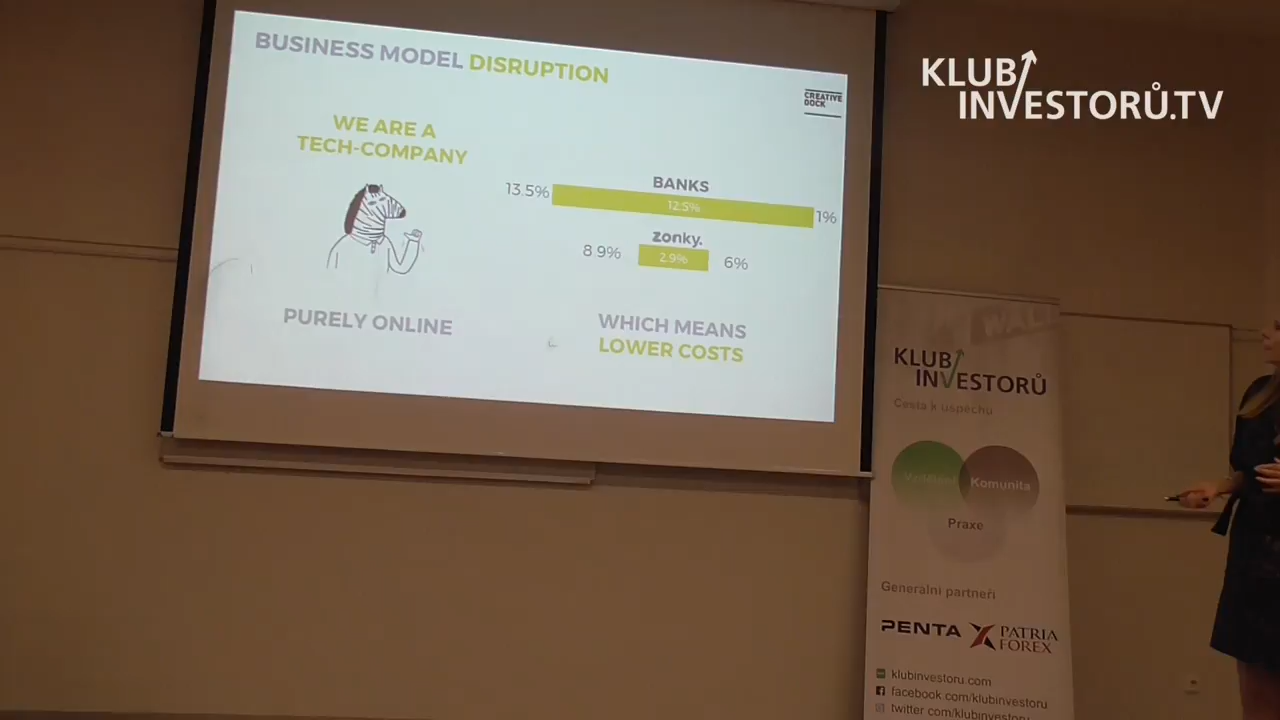 BUSINESS MODEL DISRUPTION
CREATIVE
DOCK
WE ARE A
TECH-COMPANY
BANKS
13.5%
12.5%
1%
zonky.
8.9%
2.9%
6%
PURELY ONLINE
WHICH MEANS
LOWER COSTS
KLUB
INVESTORŮ.TV
KLUB
INVESTORŮ
Cesta k úspěchu
Komunita
Praxe
Generální partneři
PENTA
PATRIA
FOREX
klubinvestoru.com
facebook.com/klubinvestoru
twitter.com/klubinvestoru